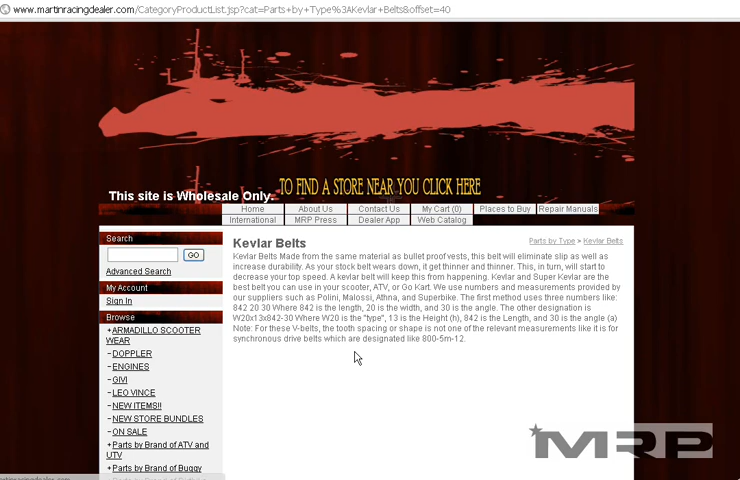 www.martinracingdealer.com/CategoryProductList.jsp?cat=Parts+by+Type%3AKevlar+Belts&offset=40
TO FIND A STORE NEAR YOU CLICK HERE
This site is Wholesale Only.
Home About Us Contact Us My Cart (0) Places to Buy Repair Manuals
International MRP Press Dealer App Web Catalog
Search
GO
Advanced Search
My Account
Sign In
Browse
+ARMADILLO SCOOTER
WEAR
–DOPPLER
–ENGINES
–GIVI
–LEO VINCE
–NEW ITEMS!!
–NEW STORE BUNDLES
–ON SALE
+Parts by Brand of ATV and
UTV
+Parts by Brand of Buggy
Kevlar Belts
Parts by Type > Kevlar Belts
Kevlar Belts Made from the same material as bullet proof vests, this belt will eliminate slip as well as
increase durability. As your stock belt wears down, it get thinner and thinner. This, in turn, will start to
decrease your top speed. A kevlar belt will keep this from happening. Kevlar and Super Kevlar are the
best belt you can use in your scooter, ATV, or Go Kart. We use numbers and measurements provided by
our suppliers such as Polini, Malossi, Athna, and Superbike. The first method uses three numbers like:
842 20 30 Where 842 is the length, 20 is the width, and 30 is the angle. The other designation is
W20x13x842-30 Where W20 is the "type", 13 is the Height (h), 842 is the Length, and 30 is the angle (a)
Note: For these V-belts, the tooth spacing or shape is not one of the relevant measurements like it is for
synchronous drive belts which are designated like 800-5m-12.
MRP